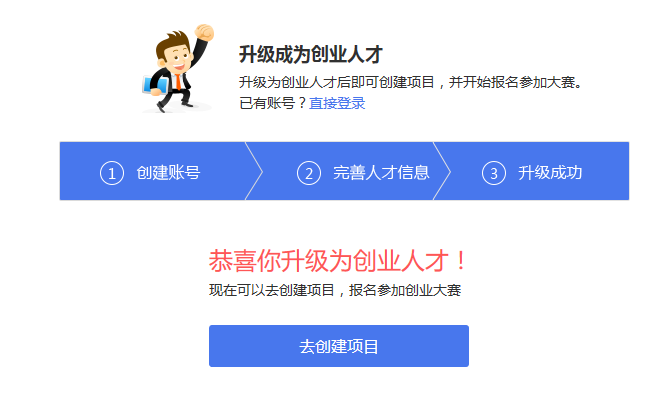 升级成为创业人才
升级为创业人才后即可创建项目，并开始报名参加大赛。
已有账号？直接登录
1 创建账号 2 完善人才信息 3 升级成功
恭喜你升级为创业人才！
现在可以去创建项目，报名参加创业大赛
去创建项目